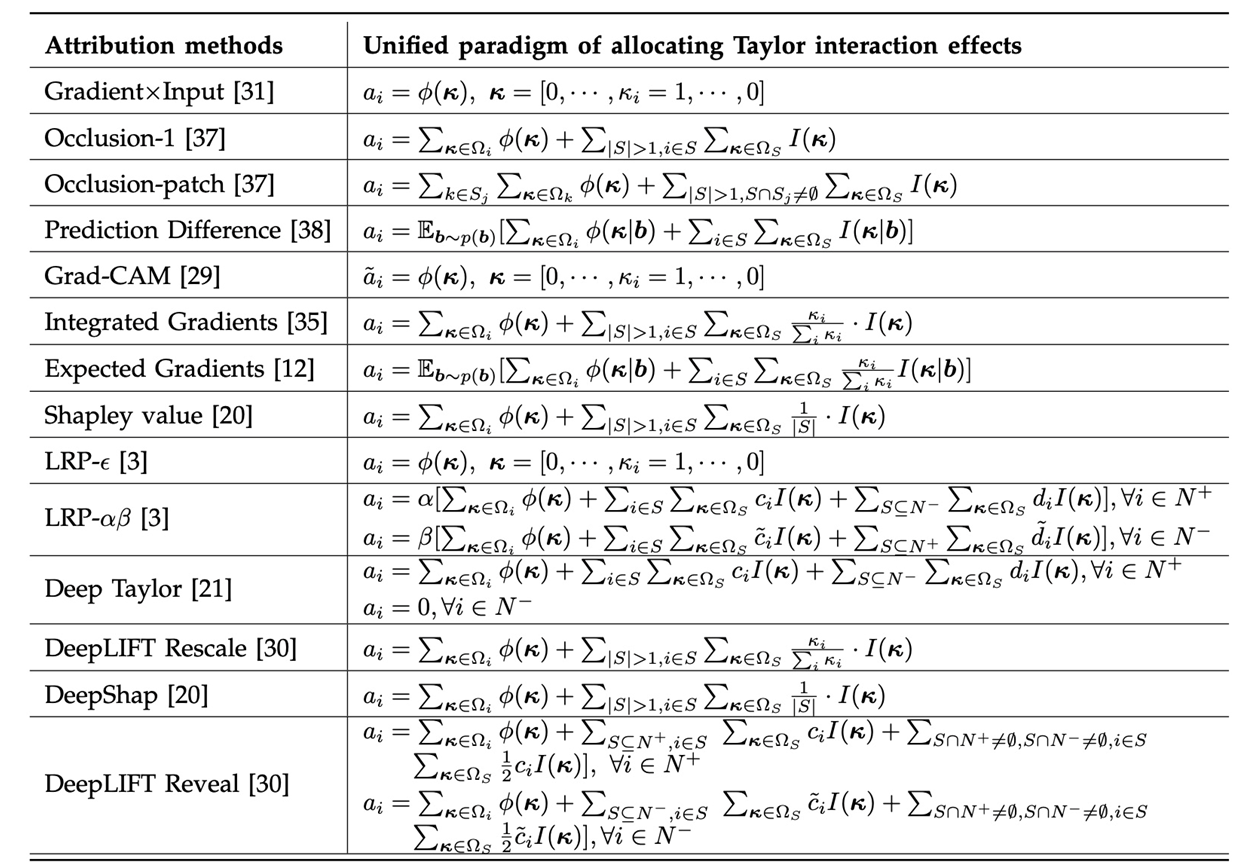 Attribution methods Unified paradigm of allocating Taylor interaction effects
Gradient×Input [31] $a_i = \phi(\boldsymbol{\kappa}),\ \boldsymbol{\kappa} = [0, \cdots, \kappa_i = 1, \cdots, 0]$
Occlusion-1 [37] $a_i = \sum_{\boldsymbol{\kappa} \in \Omega_i} \phi(\boldsymbol{\kappa}) + \sum_{|S|>1, i \in S} \sum_{\boldsymbol{\kappa} \in \Omega_S} I(\boldsymbol{\kappa})$
Occlusion-patch [37] $a_i = \sum_{k \in S_j} \sum_{\boldsymbol{\kappa} \in \Omega_k} \phi(\boldsymbol{\kappa}) + \sum_{|S|>1, S \cap S_j \neq \emptyset} \sum_{\boldsymbol{\kappa} \in \Omega_S} I(\boldsymbol{\kappa})$
Prediction Difference [38] $a_i = \mathbb{E}_{\boldsymbol{b} \sim p(\boldsymbol{b})}[\sum_{\boldsymbol{\kappa} \in \Omega_i} \phi(\boldsymbol{\kappa}|\boldsymbol{b}) + \sum_{i \in S} \sum_{\boldsymbol{\kappa} \in \Omega_S} I(\boldsymbol{\kappa}|\boldsymbol{b})]$
Grad-CAM [29] $\tilde{a}_i = \phi(\boldsymbol{\kappa}),\ \boldsymbol{\kappa} = [0, \cdots, \kappa_i = 1, \cdots, 0]$
Integrated Gradients [35] $a_i = \sum_{\boldsymbol{\kappa} \in \Omega_i} \phi(\boldsymbol{\kappa}) + \sum_{|S|>1, i \in S} \sum_{\boldsymbol{\kappa} \in \Omega_S} \frac{\kappa_i}{\sum_i \kappa_i} \cdot I(\boldsymbol{\kappa})$
Expected Gradients [12] $a_i = \mathbb{E}_{\boldsymbol{b} \sim p(\boldsymbol{b})}[\sum_{\boldsymbol{\kappa} \in \Omega_i} \phi(\boldsymbol{\kappa}|\boldsymbol{b}) + \sum_{i \in S} \sum_{\boldsymbol{\kappa} \in \Omega_S} \frac{\kappa_i}{\sum_i \kappa_i} I(\boldsymbol{\kappa}|\boldsymbol{b})]$
Shapley value [20] $a_i = \sum_{\boldsymbol{\kappa} \in \Omega_i} \phi(\boldsymbol{\kappa}) + \sum_{|S|>1, i \in S} \sum_{\boldsymbol{\kappa} \in \Omega_S} \frac{1}{|S|} \cdot I(\boldsymbol{\kappa})$
LRP-$\epsilon$ [3] $a_i = \phi(\boldsymbol{\kappa}),\ \boldsymbol{\kappa} = [0, \cdots, \kappa_i = 1, \cdots, 0]$
LRP-$\alpha\beta$ [3] $a_i = \alpha[\sum_{\boldsymbol{\kappa} \in \Omega_i} \phi(\boldsymbol{\kappa}) + \sum_{i \in S} \sum_{\boldsymbol{\kappa} \in \Omega_S} c_i I(\boldsymbol{\kappa}) + \sum_{S \subseteq N^-} \sum_{\boldsymbol{\kappa} \in \Omega_S} d_i I(\boldsymbol{\kappa})], \forall i \in N^+$
$a_i = \beta[\sum_{\boldsymbol{\kappa} \in \Omega_i} \phi(\boldsymbol{\kappa}) + \sum_{i \in S} \sum_{\boldsymbol{\kappa} \in \Omega_S} \tilde{c}_i I(\boldsymbol{\kappa}) + \sum_{S \subseteq N^+} \sum_{\boldsymbol{\kappa} \in \Omega_S} \tilde{d}_i I(\boldsymbol{\kappa})], \forall i \in N^-$
Deep Taylor [21] $a_i = \sum_{\boldsymbol{\kappa} \in \Omega_i} \phi(\boldsymbol{\kappa}) + \sum_{i \in S} \sum_{\boldsymbol{\kappa} \in \Omega_S} c_i I(\boldsymbol{\kappa}) + \sum_{S \subseteq N^-} \sum_{\boldsymbol{\kappa} \in \Omega_S} d_i I(\boldsymbol{\kappa}), \forall i \in N^+$
$a_i = 0, \forall i \in N^-$
DeepLIFT Rescale [30] $a_i = \sum_{\boldsymbol{\kappa} \in \Omega_i} \phi(\boldsymbol{\kappa}) + \sum_{|S|>1, i \in S} \sum_{\boldsymbol{\kappa} \in \Omega_S} \frac{\kappa_i}{\sum_i \kappa_i} \cdot I(\boldsymbol{\kappa})$
DeepShap [20] $a_i = \sum_{\boldsymbol{\kappa} \in \Omega_i} \phi(\boldsymbol{\kappa}) + \sum_{|S|>1, i \in S} \sum_{\boldsymbol{\kappa} \in \Omega_S} \frac{1}{|S|} \cdot I(\boldsymbol{\kappa})$
DeepLIFT Reveal [30] $a_i = \sum_{\boldsymbol{\kappa} \in \Omega_i} \phi(\boldsymbol{\kappa}) + \sum_{S \subseteq N^+, i \in S} \sum_{\boldsymbol{\kappa} \in \Omega_S} c_i I(\boldsymbol{\kappa}) + \sum_{S \cap N^+ \neq \emptyset, S \cap N^- \neq \emptyset, i \in S}$
$\sum_{\boldsymbol{\kappa} \in \Omega_S} \frac{1}{2} c_i I(\boldsymbol{\kappa})],\ \forall i \in N^+$
$a_i = \sum_{\boldsymbol{\kappa} \in \Omega_i} \phi(\boldsymbol{\kappa}) + \sum_{S \subseteq N^-, i \in S} \sum_{\boldsymbol{\kappa} \in \Omega_S} \tilde{c}_i I(\boldsymbol{\kappa}) + \sum_{S \cap N^+ \neq \emptyset, S \cap N^- \neq \emptyset, i \in S}$
$\sum_{\boldsymbol{\kappa} \in \Omega_S} \frac{1}{2} \tilde{c}_i I(\boldsymbol{\kappa})], \forall i \in N^-$